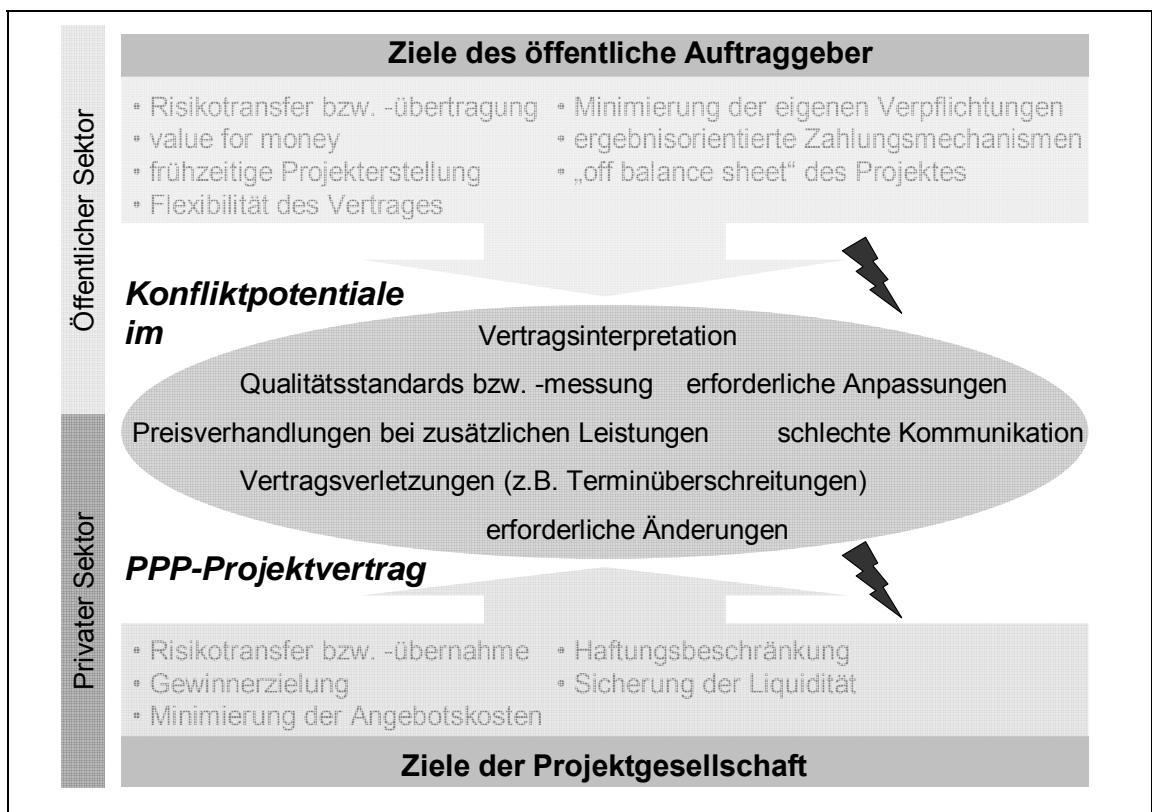 Ziele des öffentliche Auftraggeber
Öffentlicher Sektor
• Risikotransfer bzw. -übertragung
• value for money
• frühzeitige Projekterstellung
• Flexibilität des Vertrages
• Minimierung der eigenen Verpflichtungen
• ergebnisorientierte Zahlungsmechanismen
• „off balance sheet“ des Projektes
Konfliktpotentiale
im
Vertragsinterpretation
Qualitätsstandards bzw. -messung erforderliche Anpassungen
Preisverhandlungen bei zusätzlichen Leistungen schlechte Kommunikation
Vertragsverletzungen (z.B. Terminüberschreitungen)
erforderliche Änderungen
PPP-Projektvertrag
Privater Sektor
• Risikotransfer bzw. -übernahme
• Gewinnerzielung
• Minimierung der Angebotskosten
• Haftungsbeschränkung
• Sicherung der Liquidität
Ziele der Projektgesellschaft